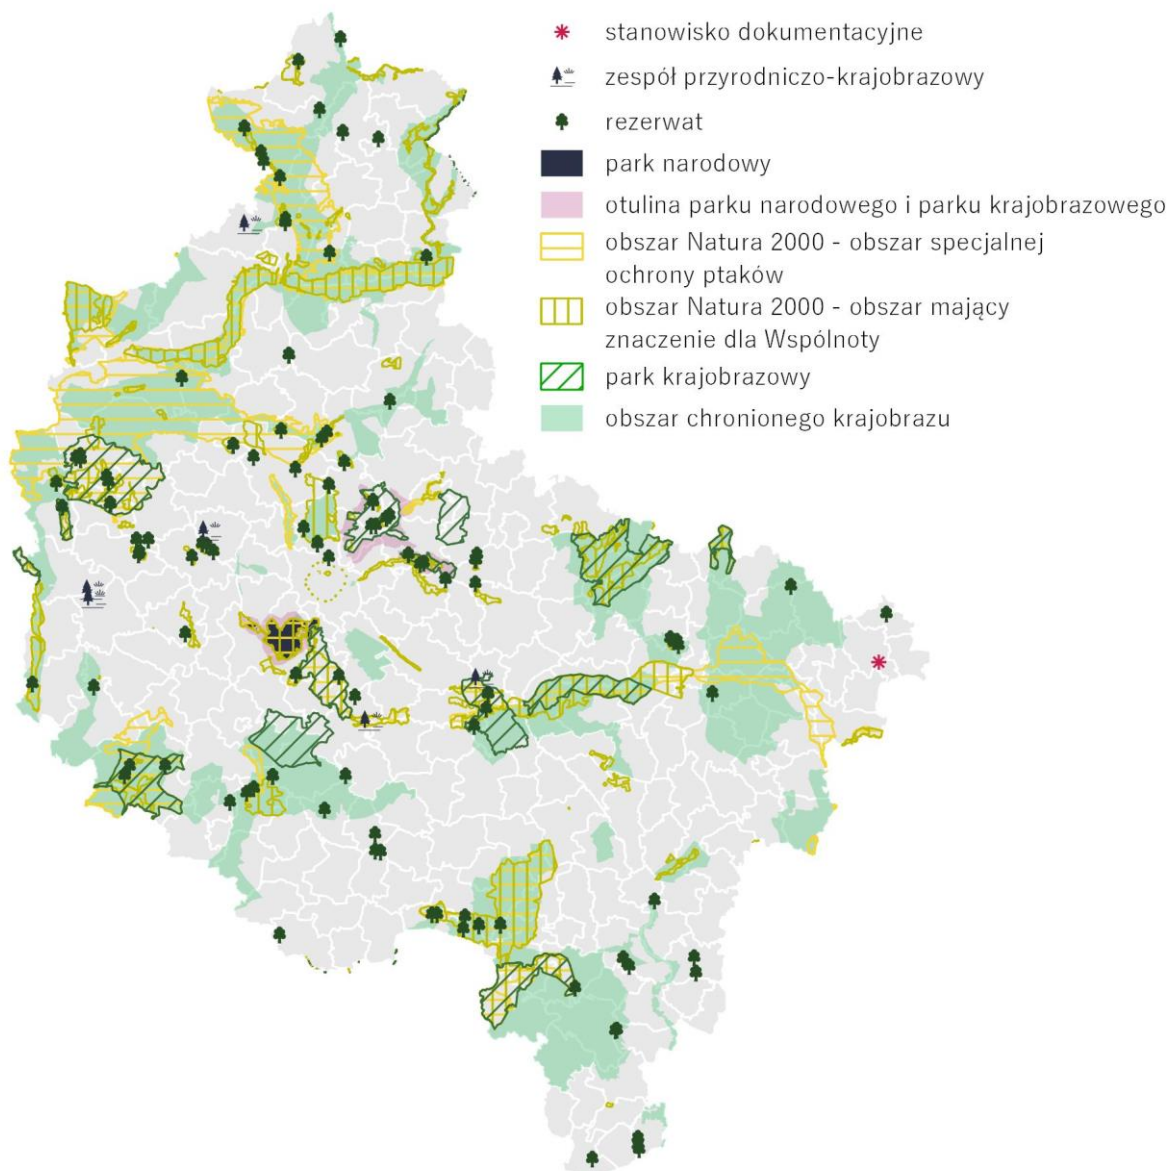 stanowisko dokumentacyjne
zespół przyrodniczo-krajobrazowy
rezerwat
park narodowy
otulina parku narodowego i parku krajobrazowego
obszar Natura 2000 - obszar specjalnej
ochrony ptaków
obszar Natura 2000 - obszar mający
znaczenie dla Wspólnoty
park krajobrazowy
obszar chronionego krajobrazu